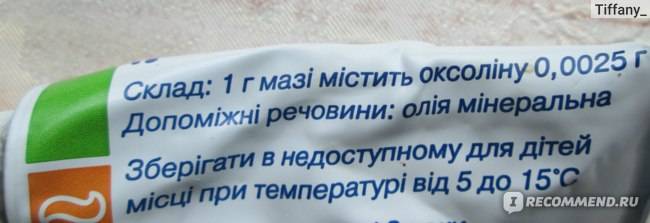 Tiffany_
Склад: 1 г мазі містить оксоліну 0,0025 г
Допоміжні речовини: олія мінеральна
Зберігати в недоступному для дітей
місці при температурі від 5 до 15°С
I RECOMMEND.RU